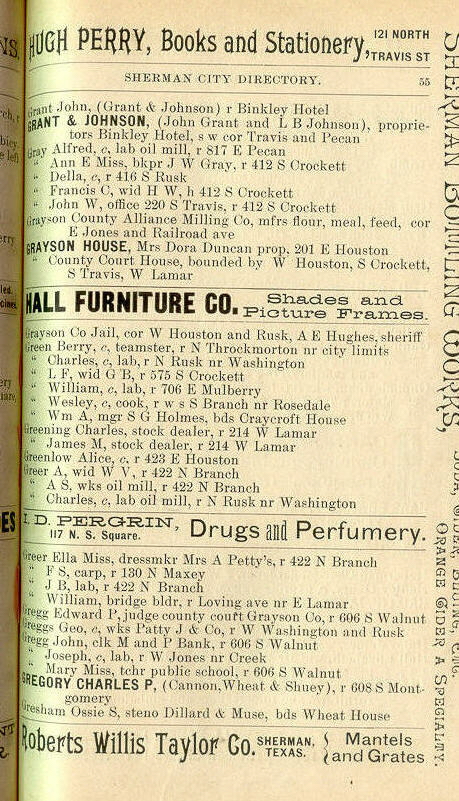 HUGH PERRY, Books and Stationery, 121 NORTH TRAVIS ST
SHERMAN CITY DIRECTORY. 55
Grant John, (Grant & Johnson) r Binkley Hotel
GRANT & JOHNSON, (John Grant and L B Johnson), proprie-
tors Binkley Hotel, s w cor Travis and Pecan
Gray Alfred, c, lab oil mill, r 817 E Pecan
" Ann E Miss, bkpr J W Gray, r 412 S Crockett
" Della, c, r 416 S Rusk
" Francis C, wid H W, h 412 S Crockett
" John W, office 220 S Travis, r 412 S Crockett
Grayson County Alliance Milling Co, mfrs flour, meal, feed, cor
E Jones and Railroad ave
GRAYSON HOUSE, Mrs Dora Duncan prop, 201 E Houston
" County Court House, bounded by W Houston, S Crockett,
S Travis, W Lamar
HALL FURNITURE CO. Shades and Picture Frames.
Grayson Co Jail, cor W Houston and Rusk, A E Hughes, sheriff
Green Berry, c, teamster, r N Throckmorton nr city limits
" Charles, c, lab, r N Rusk nr Washington
" L F, wid G B, r 575 S Crockett
" William, c, lab, r 706 E Mulberry
" Wesley, c, cook, r w s S Branch nr Rosedale
" Wm A, mgr S G Holmes, bds Craycroft House
Greening Charles, stock dealer, r 214 W Lamar
" James M, stock dealer, r 214 W Lamar
Greenlow Alice, c, r 423 E Houston
Greer A, wid W V, r 422 N Branch
" A S, wks oil mill, r 422 N Branch
" Charles, c, lab oil mill, r N Rusk nr Washington
I. D. PERGRIN, 117 N. S. Square. Drugs and Perfumery.
Greer Ella Miss, dressmkr Mrs A Petty's, r 422 N Branch
" F S, carp, r 130 N Maxey
" J B, lab, r 422 N Branch
" William, bridge bldr, r Loving ave nr E Lamar
Gregg Edward P, judge county court Grayson Co, r 606 S Walnut
Greggs Geo, c, wks Patty J & Co, r W Washington and Rusk
Gregg John, clk M and P Bank, r 606 S Walnut
" Joseph, c, lab, r W Jones nr Creek
" Mary Miss, tchr public school, r 606 S Walnut
GREGORY CHARLES P, (Cannon, Wheat & Shuey), r 608 S Mont-
gomery
Gresham Ossie S, steno Dillard & Muse, bds Wheat House
Roberts Willis Taylor Co. SHERMAN, TEXAS. { Mantels and Grates
SHERMAN BOTTLING WORKS,
ORANGE CIDER A SPECIALTY.